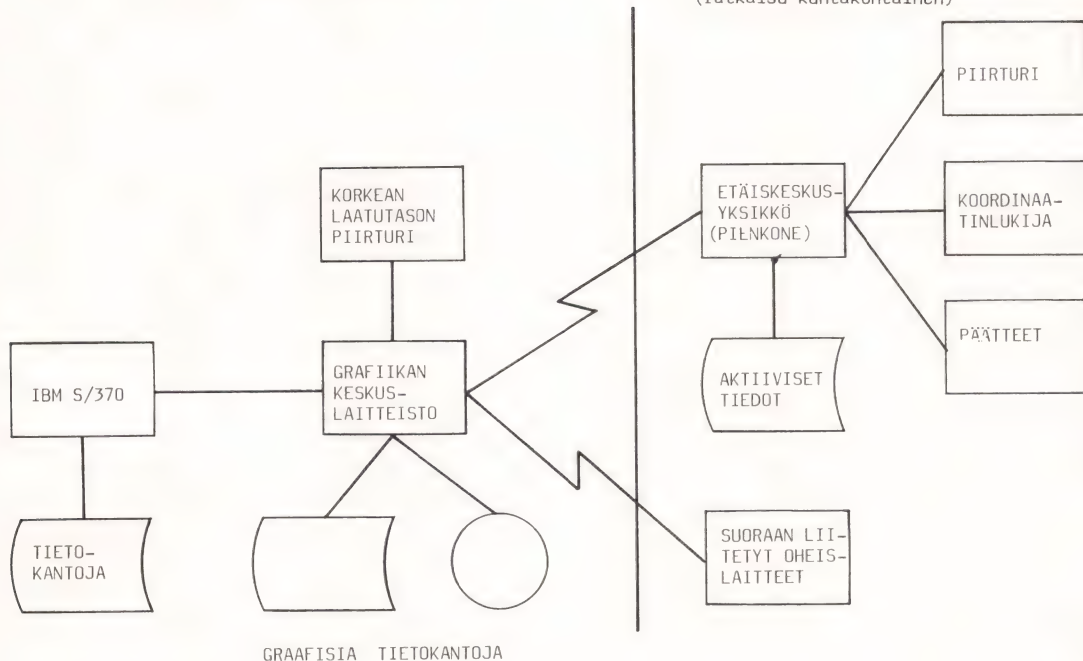 PIIRTURI
KORKEAN
LAATUTASON
PIIRTURI
ETÄISKESKUS-
YKSIKKÖ
(PIENKONE)
KOORDINAA-
TINLUKIJA
PÄÄTTEET
IBM S/370
GRAFIIKAN
KESKUS-
LAITTEISTO
AKTIIVISET
TIEDOT
TIETO-
KANTOJA
SUORAAN LII-
TETYT OHEIS-
LAITTEET
GRAAFISIA TIETOKANTOJA